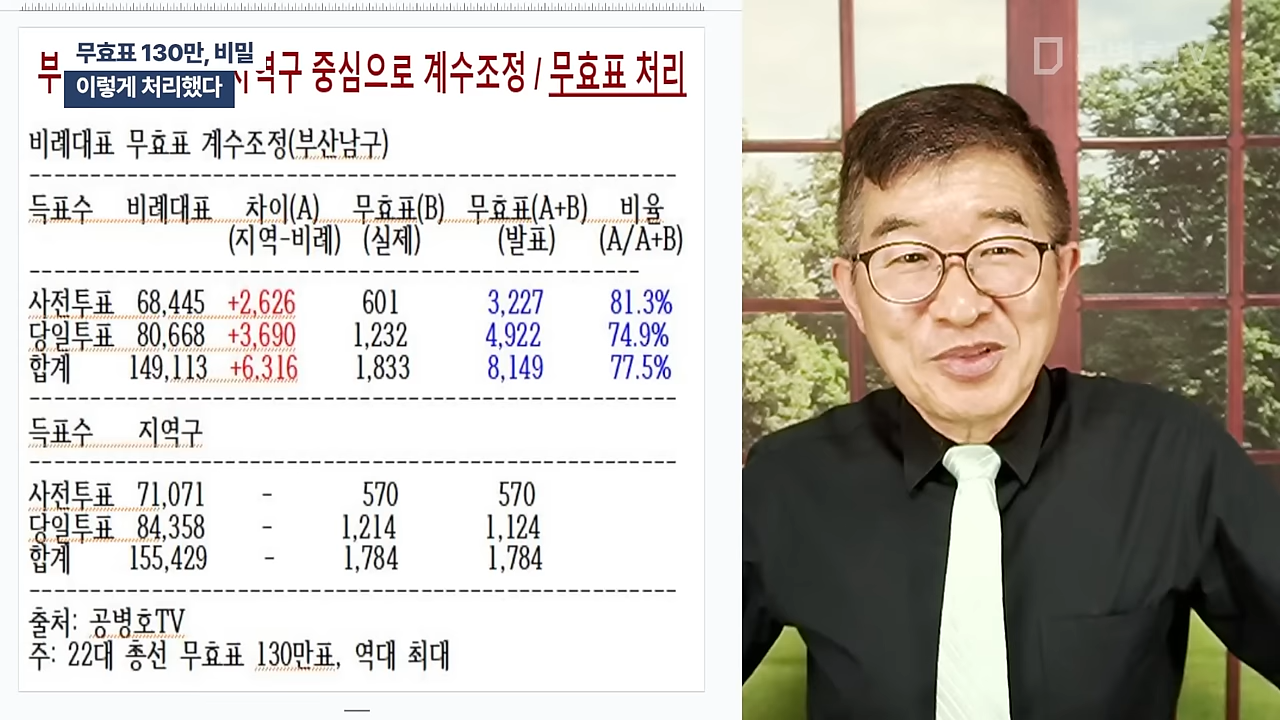 무효표 130만, 비밀
이렇게 처리했다
부 역구 중심으로 계수조정 / 무효표 처리
비례대표 무효표 계수조정(부산남구)
득표수 비례대표 차이(A) 무효표(B) 무효표(A+B) 비율
(지역-비례) (실제) (발표) (A/A+B)
사전투표 68,445 +2,626 601 3,227 81.3%
당일투표 80,668 +3,690 1,232 4,922 74.9%
합계 149,113 +6,316 1,833 8,149 77.5%
득표수 지역구
사전투표 71,071 - 570 570
당일투표 84,358 - 1,214 1,124
합계 155,429 - 1,784 1,784
출처: 공병호TV
주: 22대 총선 무효표 130만표, 역대 최대
공병호TV